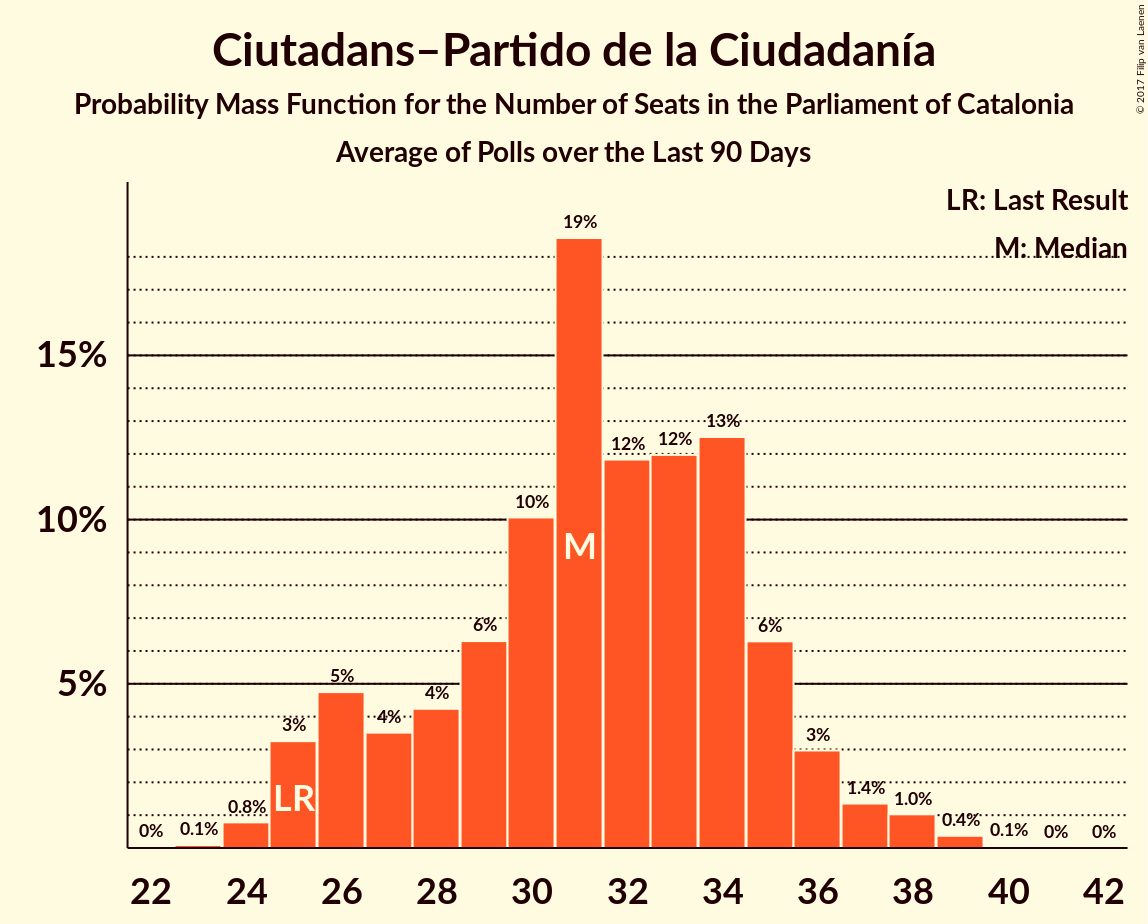 Ciutadans–Partido de la Ciudadanía
Probability Mass Function for the Number of Seats in the Parliament of Catalonia
Average of Polls over the Last 90 Days
© 2017 Filip van Laenen
LR: Last Result
M: Median
15%
10%
5%
0%
0.1%
0.8%
3%
5%
4%
4%
6%
10%
19%
12%
12%
13%
6%
3%
1.4%
1.0%
0.4%
0.1%
0%
0%
LR
M
22 24 26 28 30 32 34 36 38 40 42